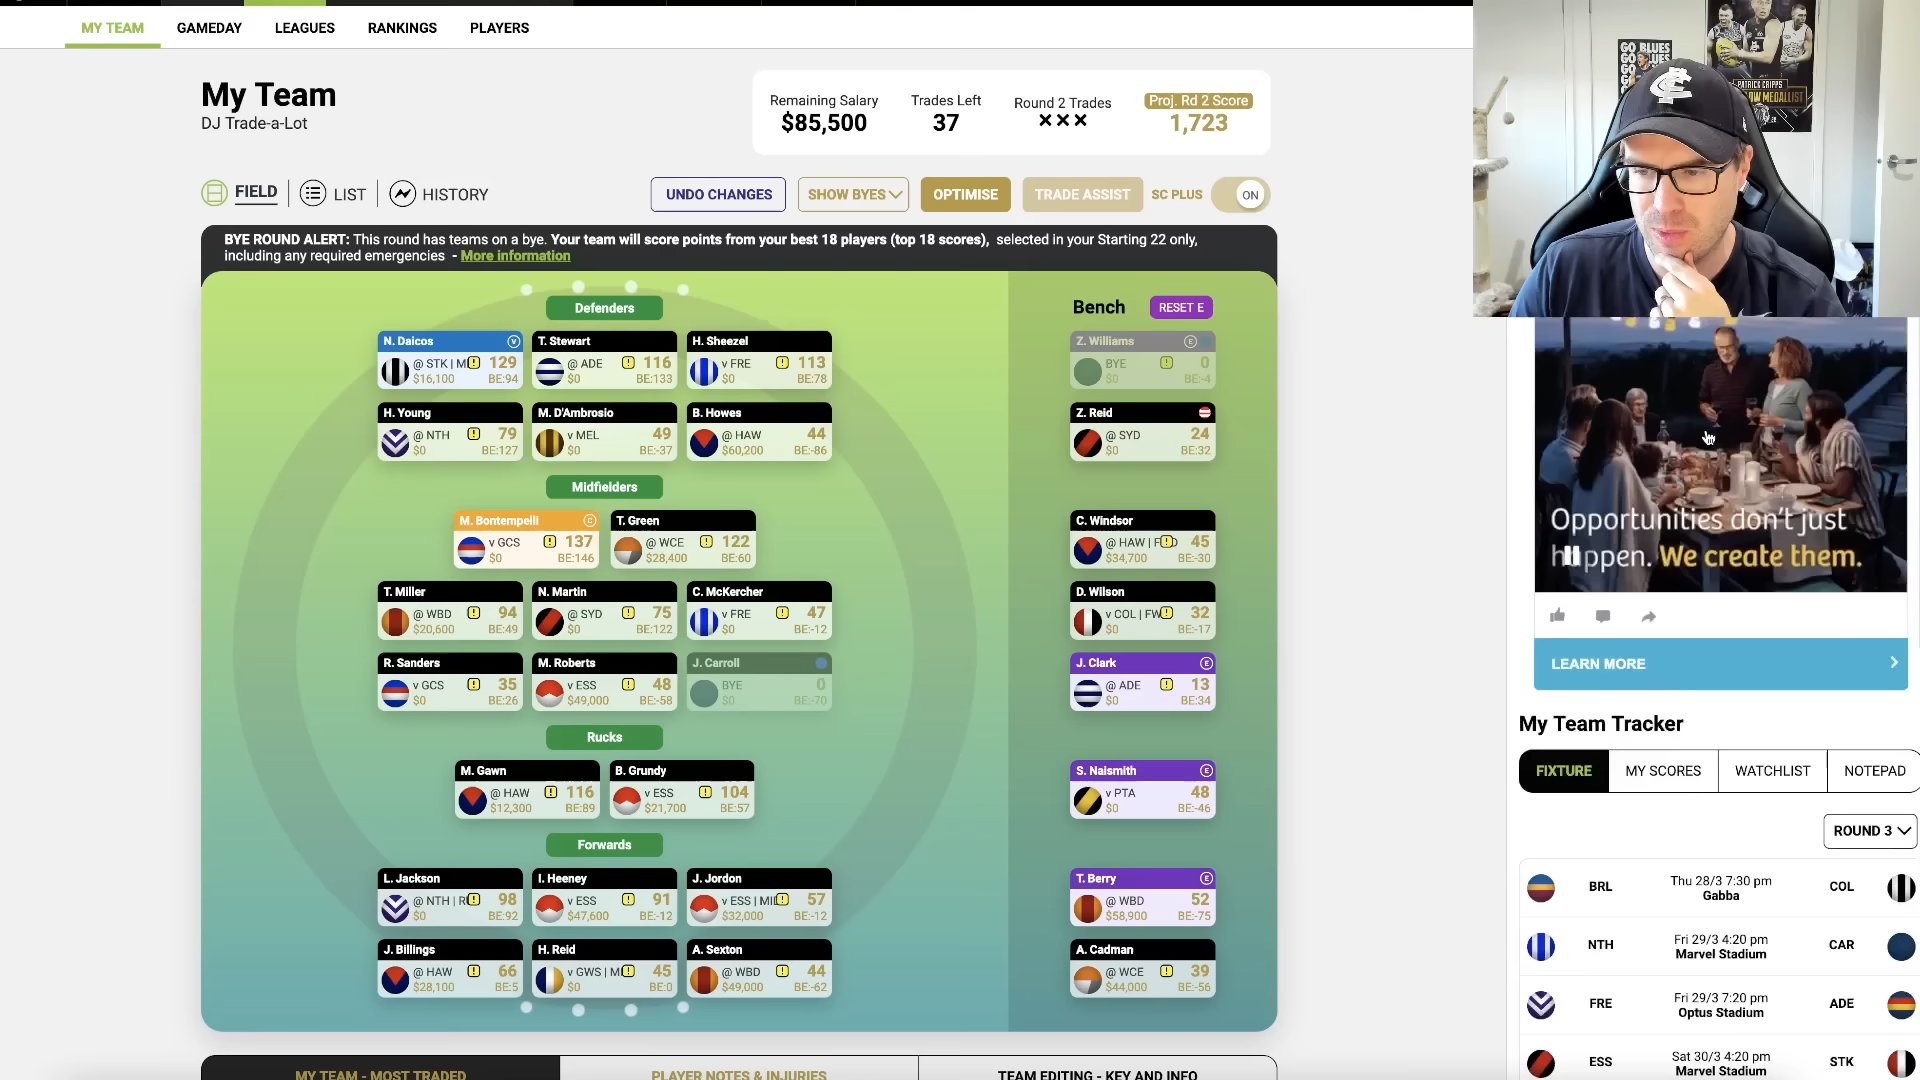 MY TEAM GAMEDAY LEAGUES RANKINGS PLAYERS
My Team
DJ Trade-a-Lot
Remaining Salary
$85,500
Trades Left
37
Round 2 Trades
×××
Proj. Rd 2 Score
1,723
FIELD LIST HISTORY
UNDO CHANGES
SHOW BYES
OPTIMISE
TRADE ASSIST
SC PLUS ON
BYE ROUND ALERT: This round has teams on a bye. Your team will score points from your best 18 players (top 18 scores), selected in your Starting 22 only,
including any required emergencies - More information
Defenders
N. Daicos V
@ STK | M 129
$16,100 BE:94
T. Stewart
@ ADE 116
$0 BE:133
H. Sheezel
v FRE 113
$0 BE:78
H. Young
@ NTH 79
$0 BE:127
M. D'Ambrosio
v MEL 49
$0 BE:-37
B. Howes
@ HAW 44
$60,200 BE:-86
Midfielders
M. Bontempelli C
v GCS 137
$0 BE:146
T. Green
@ WCE 122
$28,400 BE:60
T. Miller
@ WBD 94
$20,600 BE:49
N. Martin
@ SYD 75
$0 BE:122
C. McKercher
v FRE 47
$0 BE:-12
R. Sanders
v GCS 35
$0 BE:26
M. Roberts
v ESS 48
$49,000 BE:-58
J. Carroll
BYE 0
$0 BE:-70
Rucks
M. Gawn
@ HAW 116
$12,300 BE:89
B. Grundy
v ESS 104
$21,700 BE:57
Forwards
L. Jackson
@ NTH | R 98
$0 BE:92
I. Heeney
v ESS 91
$47,600 BE:-12
J. Jordon
v ESS | MI 57
$32,000 BE:-12
J. Billings
@ HAW 66
$28,100 BE:5
H. Reid
v GWS | M 45
$0 BE:0
A. Sexton
@ WBD 44
$49,000 BE:-62
Bench
RESET E
Z. Williams E
BYE 0
$0 BE:-4
Z. Reid
@ SYD 24
$0 BE:32
C. Windsor
@ HAW | F D 45
$34,700 BE:-30
D. Wilson
v COL | FW 32
$0 BE:-17
J. Clark E
@ ADE 13
$0 BE:34
S. Naismith E
v PTA 48
$0 BE:-46
T. Berry E
@ WBD 52
$58,900 BE:-75
A. Cadman
@ WCE 39
$44,000 BE:-56
MY TEAM - MOST TRADED
PLAYER NOTES & INJURIES
TEAM EDITING - KEY AND INFO
GO BLUES
PATRICK CRIPPS
MEDALLIST
Opportunities don't just
happen. We create them.
LEARN MORE
My Team Tracker
FIXTURE MY SCORES WATCHLIST NOTEPAD
ROUND 3
BRL
Thu 28/3 7:30 pm
Gabba
COL
NTH
Fri 29/3 4:20 pm
Marvel Stadium
CAR
FRE
Fri 29/3 7:20 pm
Optus Stadium
ADE
ESS
Sat 30/3 4:20 pm
Marvel Stadium
STK